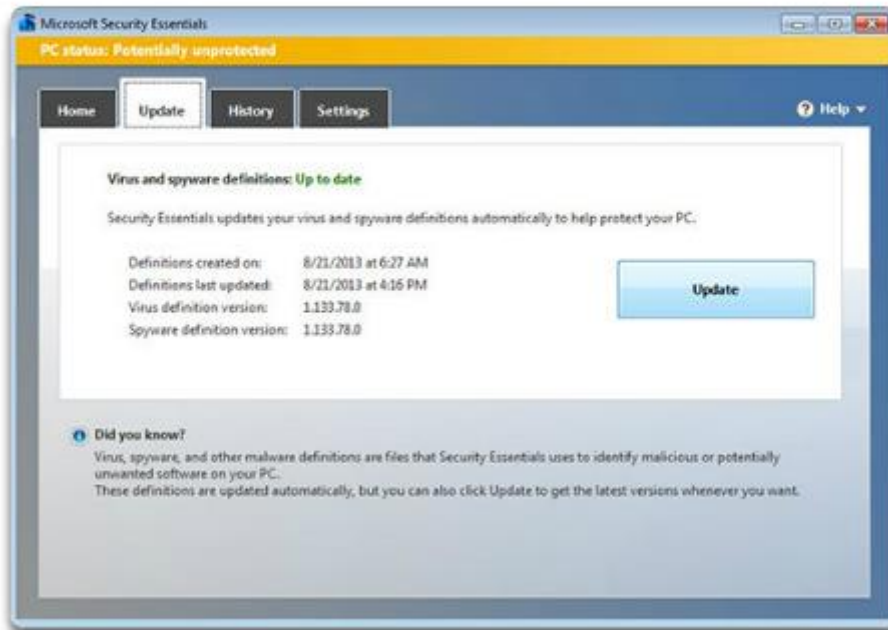 Microsoft Security Essentials
PC status: Potentially unprotected
Home Update History Settings Help
Virus and spyware definitions: Up to date
Security Essentials updates your virus and spyware definitions automatically to help protect your PC.
Definitions created on: 8/21/2013 at 6:27 AM
Definitions last updated: 8/21/2013 at 4:16 PM
Virus definition version: 1.133.78.0
Spyware definition version: 1.133.78.0
Update
Did you know?
Virus, spyware, and other malware definitions are files that Security Essentials uses to identify malicious or potentially
unwanted software on your PC.
These definitions are updated automatically, but you can also click Update to get the latest versions whenever you want.